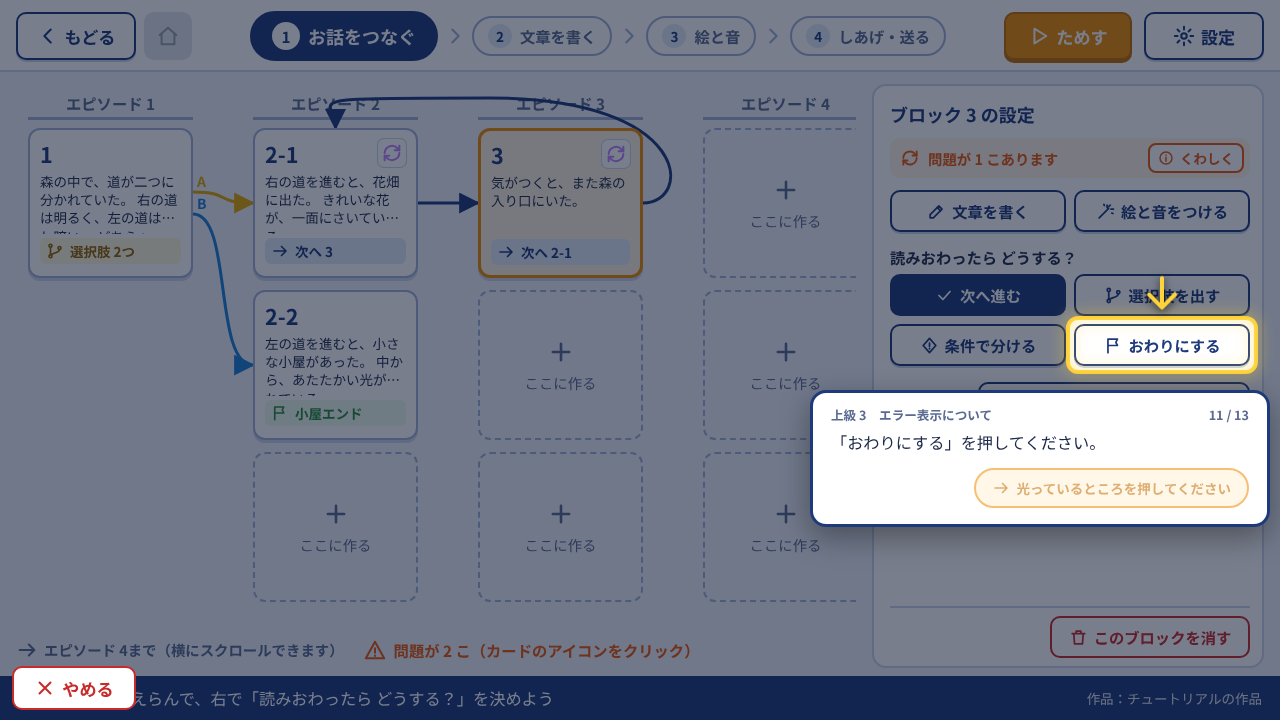 もどる
1 お話をつなぐ
2 文章を書く
3 絵と音
4 しあげ・送る
ためす
設定
エピソード 1
エピソード 2
エピソード 3
エピソード 4
1
森の中で、道が二つに
分かれていた。 右の道
は明るく、左の道は…
選択肢 2つ
A
B
2-1
右の道を進むと、花畑
に出た。 きれいな花
が、一面にさいてい…
次へ 3
2-2
左の道を進むと、小さ
な小屋があった。 中か
ら、あたたかい光が…
小屋エンド
3
気がつくと、また森の
入り口にいた。
次へ 2-1
ここに作る
ここに作る
ここに作る
ここに作る
ここに作る
ここに作る
ブロック 3 の設定
問題が 1 こあります
くわしく
文章を書く
絵と音をつける
読みおわったら どうする？
次へ進む
選択肢を出す
条件で分ける
おわりにする
上級 3 エラー表示について
11 / 13
「おわりにする」を押してください。
光っているところを押してください
このブロックを消す
エピソード 4まで（横にスクロールできます）
問題が 2 こ（カードのアイコンをクリック）
やめる
えらんで、右で「読みおわったら どうする？」を決めよう
作品：チュートリアルの作品